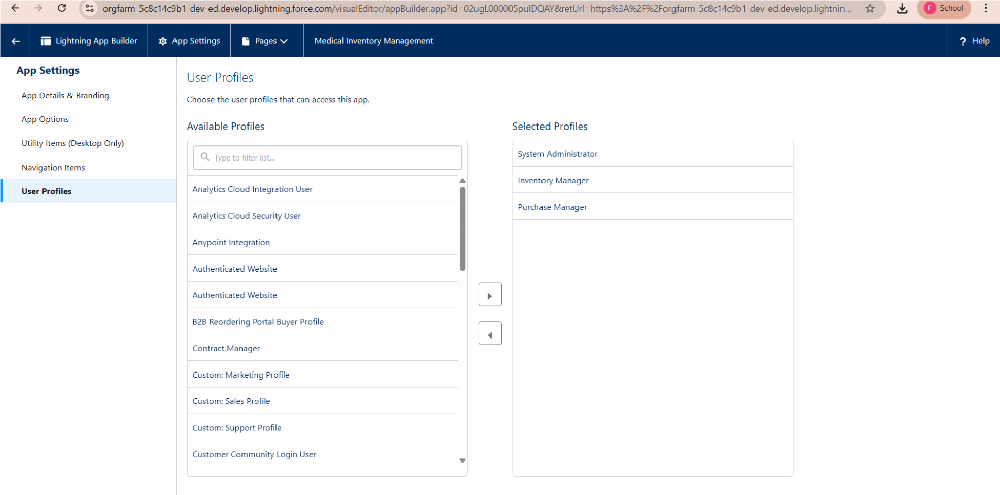 orgfarm-5c8c14c9b1-dev-ed.develop.lightning.force.com/visualEditor/appBuilder.app?id=02ugL000005puIDQAY&retUrl=https%3A%2F%2Forgfarm-5c8c14c9b1-dev-ed.develop.lightnin...
F School
Lightning App Builder
App Settings
Pages
Medical Inventory Management
? Help
App Settings
App Details & Branding
App Options
Utility Items (Desktop Only)
Navigation Items
User Profiles
User Profiles
Choose the user profiles that can access this app.
Available Profiles
Type to filter list...
Analytics Cloud Integration User
Analytics Cloud Security User
Anypoint Integration
Authenticated Website
Authenticated Website
B2B Reordering Portal Buyer Profile
Contract Manager
Custom: Marketing Profile
Custom: Sales Profile
Custom: Support Profile
Customer Community Login User
Selected Profiles
System Administrator
Inventory Manager
Purchase Manager